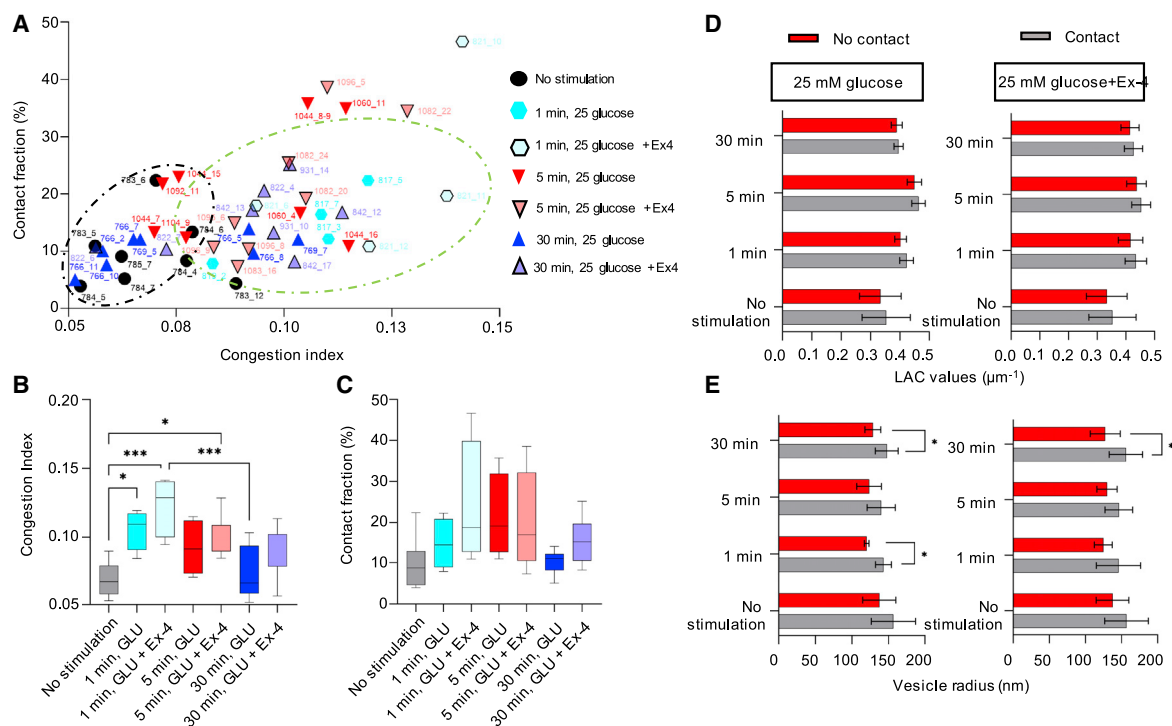 A
50
40
30
20
10
0
Contact fraction (%)
0.05
0.08
0.10
0.13
0.15
Congestion index
821_10
1096_5
1044_8-9
1060_11
1082_22
1082_24
931_14
783_6
1044_15
1092_11
822_4
1082_20
817_5
821_11
842_13
817_7
842_12
1044_7
1104_9
784_6
1060_4
817_3
783_5
766_7
766_2
769_5
766_5
931_10
769_7
1044_16
821_12
1096_8
766_8
766_11
766_10
785_7
784_4
1083_16
842_17
784_5
784_7
783_12
No stimulation
1 min, 25 glucose
1 min, 25 glucose +Ex4
5 min, 25 glucose
5 min, 25 glucose +Ex4
30 min, 25 glucose
30 min, 25 glucose +Ex4
B
0.20
0.15
0.10
0.05
Congestion Index
*
***
***
*
No stimulation
1 min, GLU
1 min, GLU + Ex-4
5 min, GLU
5 min, GLU + Ex-4
30 min, GLU
30 min, GLU + Ex-4
C
50
40
30
20
10
0
Contact fraction (%)
No stimulation
1 min, GLU
1 min, GLU + Ex-4
5 min, GLU
5 min, GLU + Ex-4
30 min, GLU
30 min, GLU + Ex-4
D
No contact
Contact
25 mM glucose
25 mM glucose+Ex-4
30 min
5 min
1 min
No
stimulation
0.0 0.1 0.2 0.3 0.4 0.5
30 min
5 min
1 min
No
stimulation
0.0 0.1 0.2 0.3 0.4 0.5
LAC values (µm⁻¹)
E
30 min
5 min
1 min
No
stimulation
*
*
0 50 100 150 200
30 min
5 min
1 min
No
stimulation
*
0 50 100 150 200
Vesicle radius (nm)